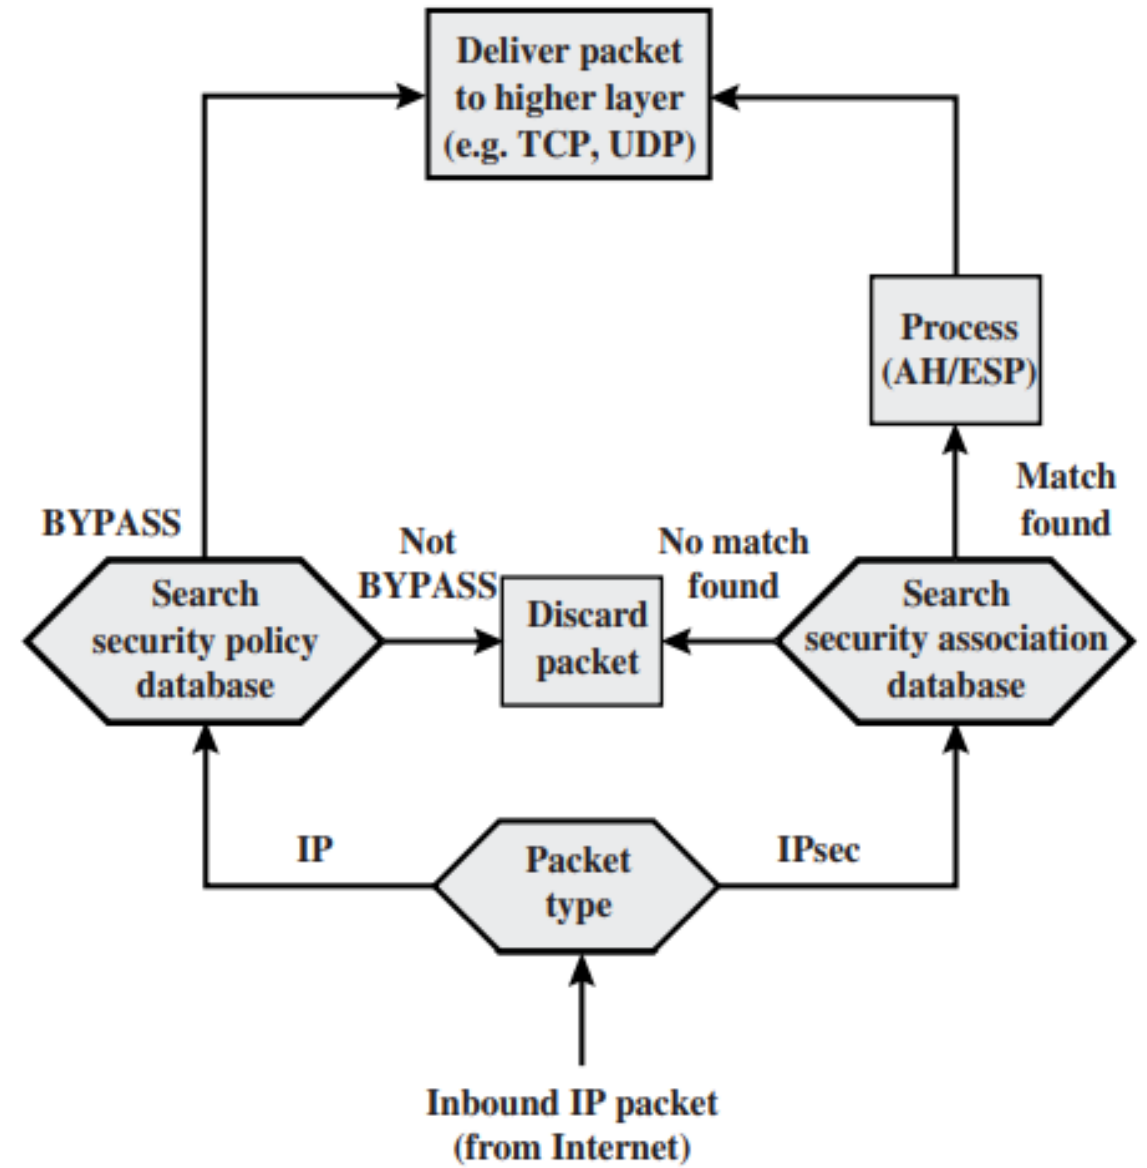 Deliver packet
to higher layer
(e.g. TCP, UDP)
Process
(AH/ESP)
Match
found
BYPASS
Not
BYPASS
No match
found
Search
security policy
database
Discard
packet
Search
security association
database
IP
Packet
type
IPsec
Inbound IP packet
(from Internet)